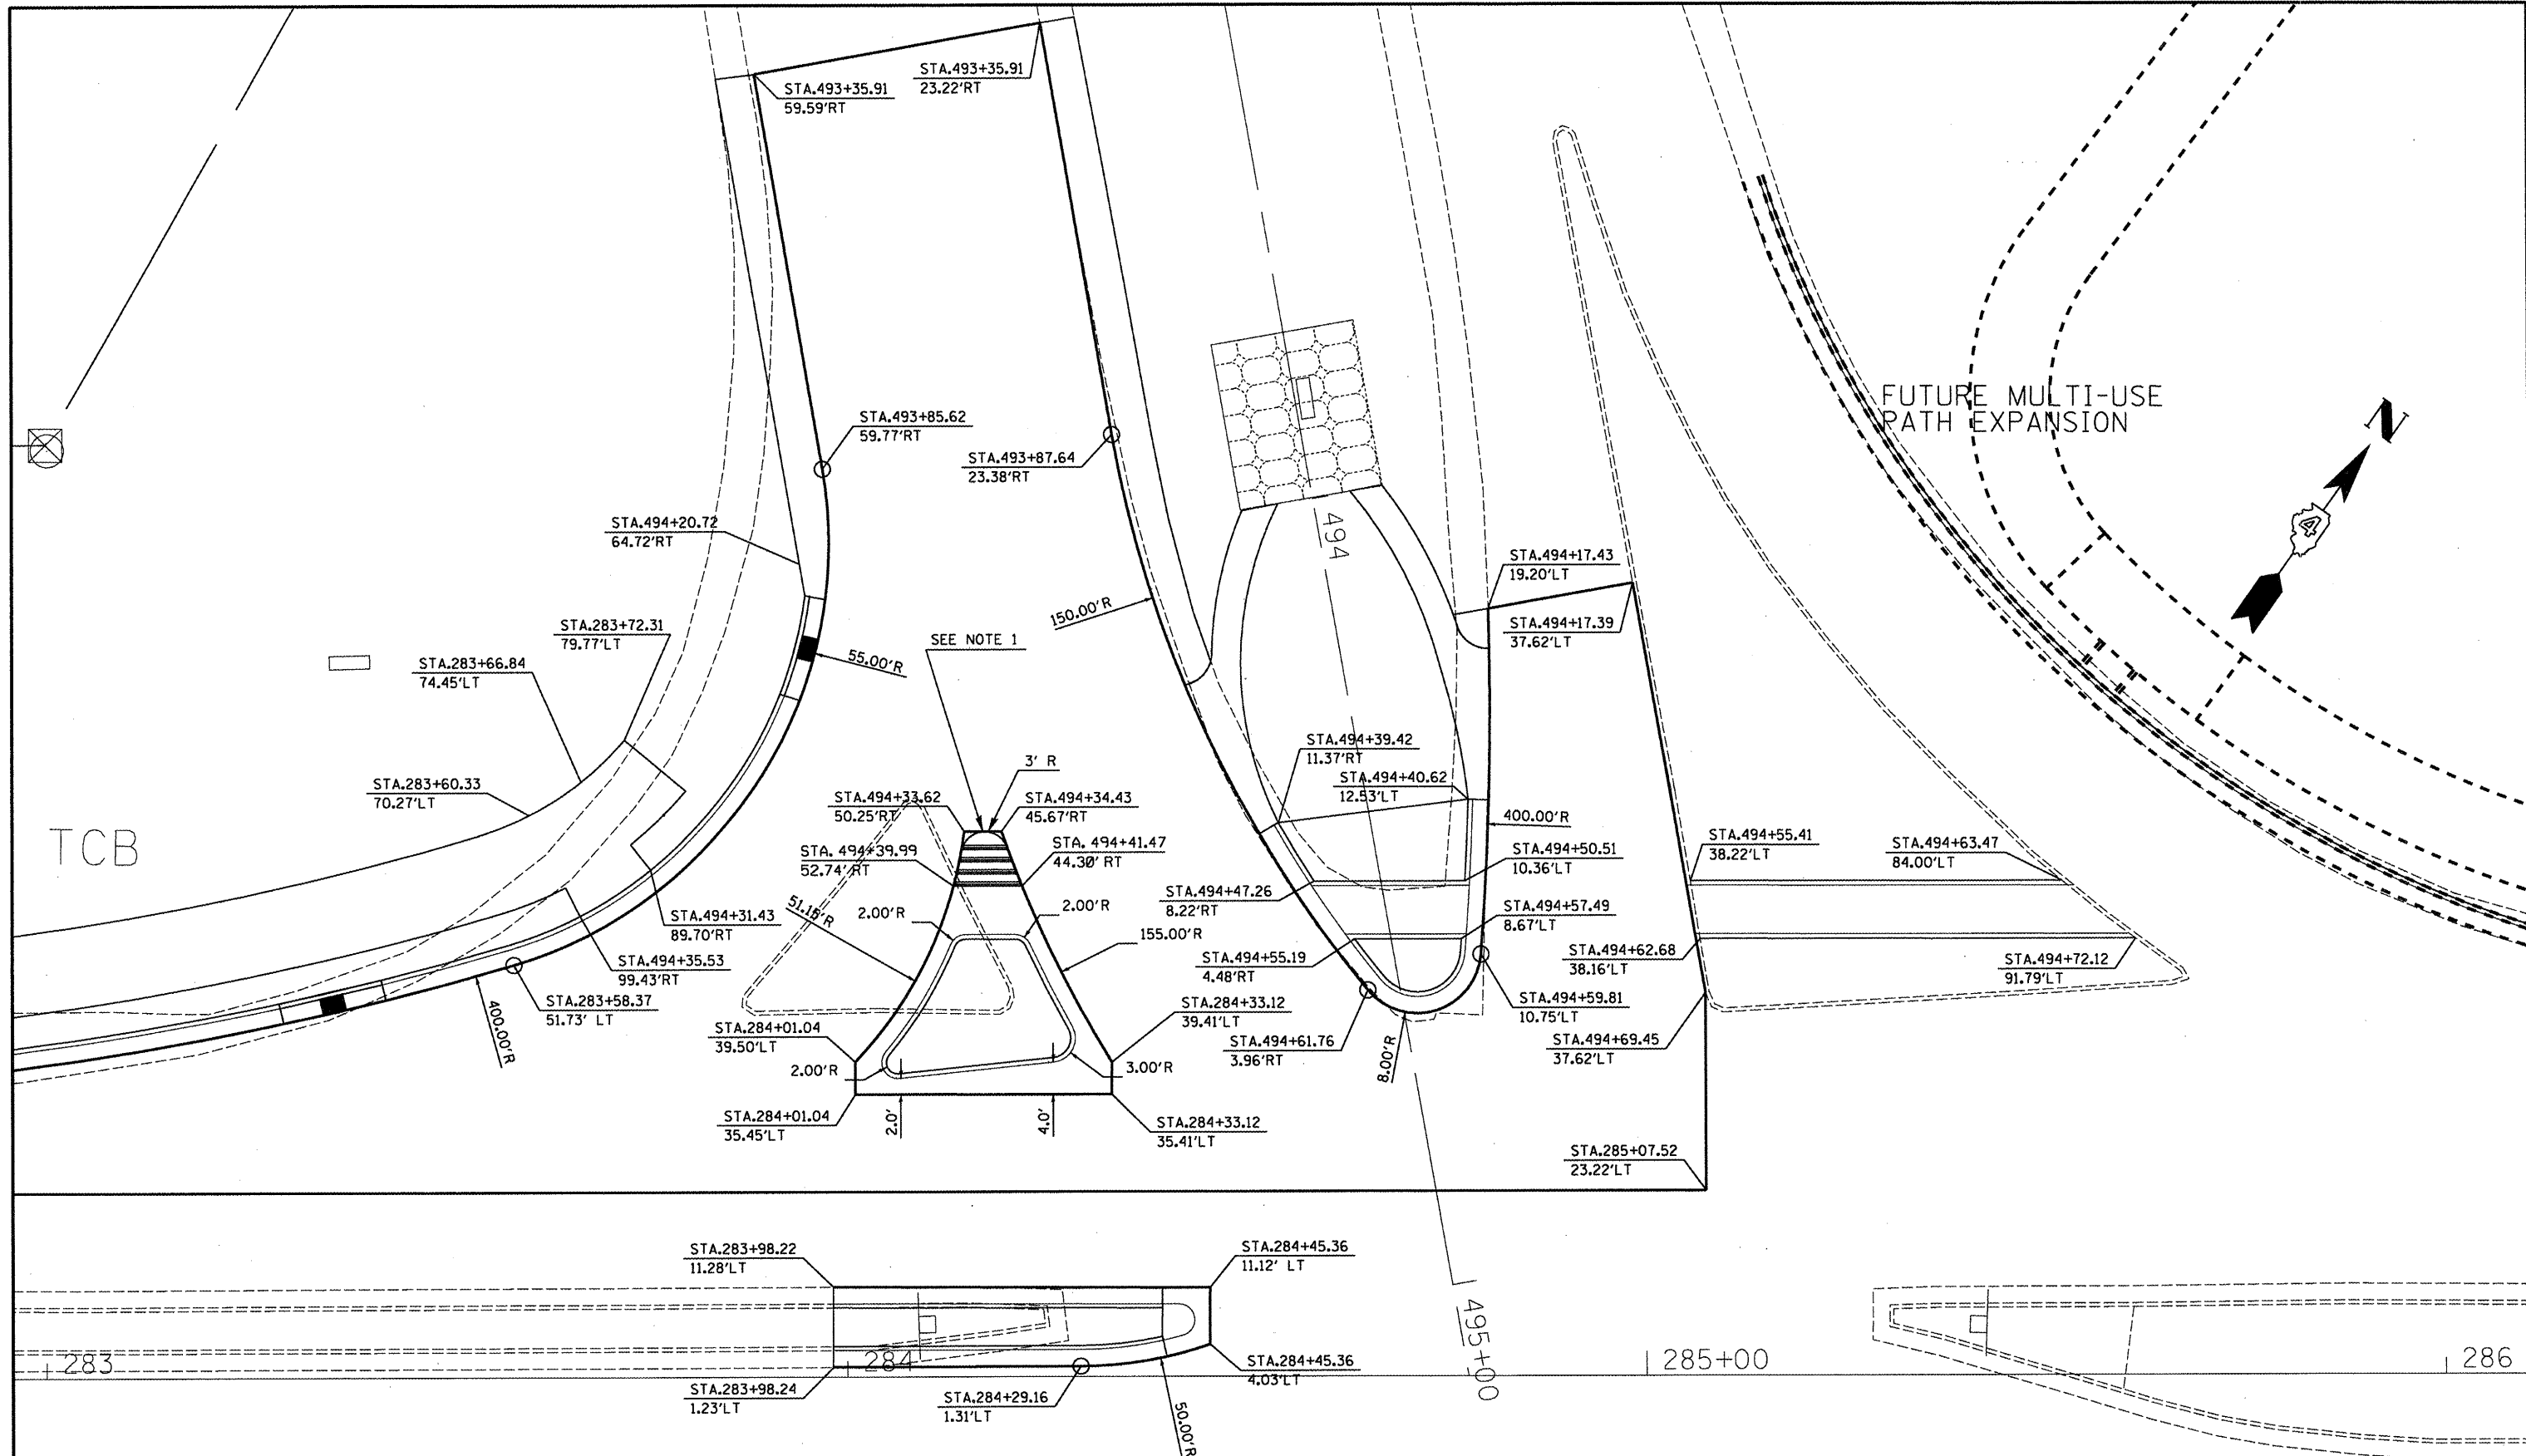 STA.493+35.91
59.59'RT
STA.493+35.91
23.22'RT
STA.493+85.62
59.77'RT
STA.493+87.64
23.38'RT
FUTURE MULTI-USE
PATH EXPANSION
N
4
494
STA.494+20.72
64.72'RT
STA.494+17.43
19.20'LT
STA.494+17.39
37.62'LT
150.00'R
SEE NOTE 1
55.00'R
STA.283+72.31
79.77'LT
STA.283+66.84
74.45'LT
STA.283+60.33
70.27'LT
TCB
3' R
STA.494+33.62
50.25'RT
STA.494+34.43
45.67'RT
STA.494+39.42
11.37'RT
STA.494+40.62
12.53'LT
400.00'R
STA. 494+39.99
52.74' RT
STA. 494+41.47
44.30' RT
STA.494+50.51
10.36'LT
STA.494+55.41
38.22'LT
STA.494+63.47
84.00'LT
STA.494+47.26
8.22'RT
51.15'R
2.00'R
2.00'R
STA.494+31.43
89.70'RT
155.00'R
STA.494+57.49
8.67'LT
STA.494+35.53
99.43'RT
STA.494+55.19
4.48'RT
STA.494+62.68
38.16'LT
STA.494+72.12
91.79'LT
STA.283+58.37
51.73' LT
400.00'R
STA.284+33.12
39.41'LT
STA.494+59.81
10.75'LT
STA.284+01.04
39.50'LT
STA.494+61.76
3.96'RT
STA.494+69.45
37.62'LT
2.00'R
3.00'R
8.00'R
STA.284+01.04
35.45'LT
2.0'
4.0'
STA.284+33.12
35.41'LT
STA.285+07.52
23.22'LT
STA.283+98.22
11.28'LT
STA.284+45.36
11.12' LT
495+00
283
284
285+00
286
STA.283+98.24
1.23'LT
STA.284+29.16
1.31'LT
STA.284+45.36
4.03'LT
50.00'R